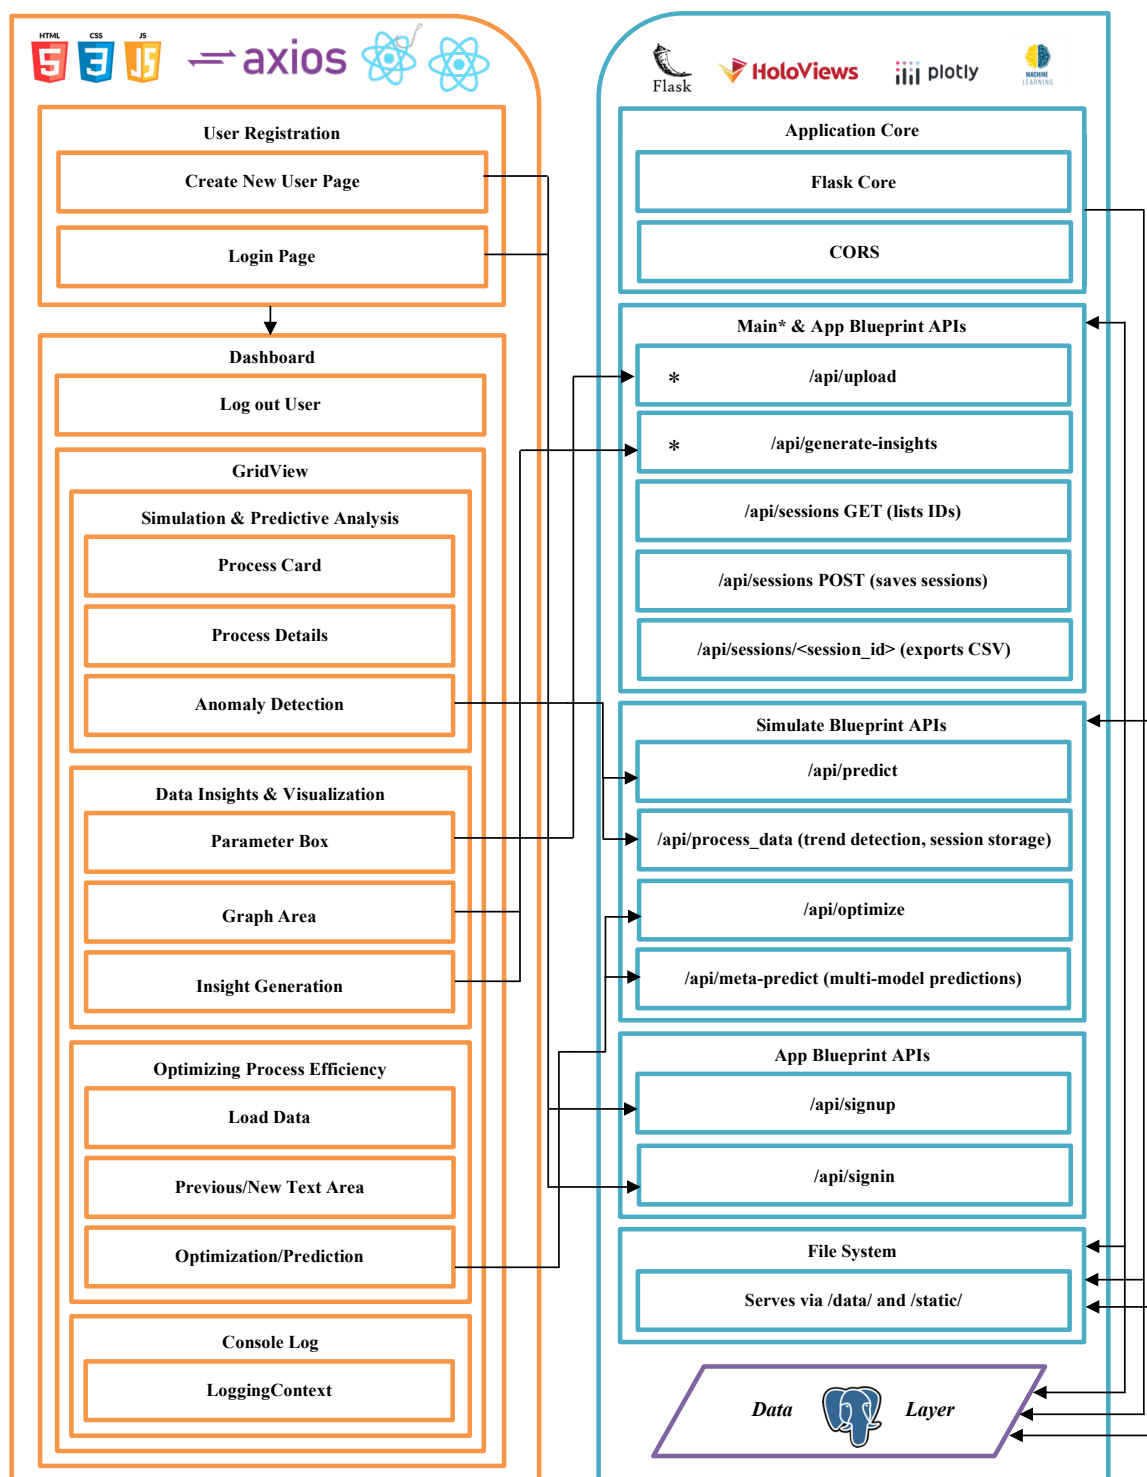 HTML
CSS
JS
5
3
JS
axios
User Registration
Create New User Page
Login Page
Dashboard
Log out User
GridView
Simulation & Predictive Analysis
Process Card
Process Details
Anomaly Detection
Data Insights & Visualization
Parameter Box
Graph Area
Insight Generation
Optimizing Process Efficiency
Load Data
Previous/New Text Area
Optimization/Prediction
Console Log
LoggingContext
Flask
HoloViews
plotly
MACHINE
LEARNING
Application Core
Flask Core
CORS
Main* & App Blueprint APIs
* /api/upload
* /api/generate-insights
/api/sessions GET (lists IDs)
/api/sessions POST (saves sessions)
/api/sessions/<session_id> (exports CSV)
Simulate Blueprint APIs
/api/predict
/api/process_data (trend detection, session storage)
/api/optimize
/api/meta-predict (multi-model predictions)
App Blueprint APIs
/api/signup
/api/signin
File System
Serves via /data/ and /static/
Data Layer